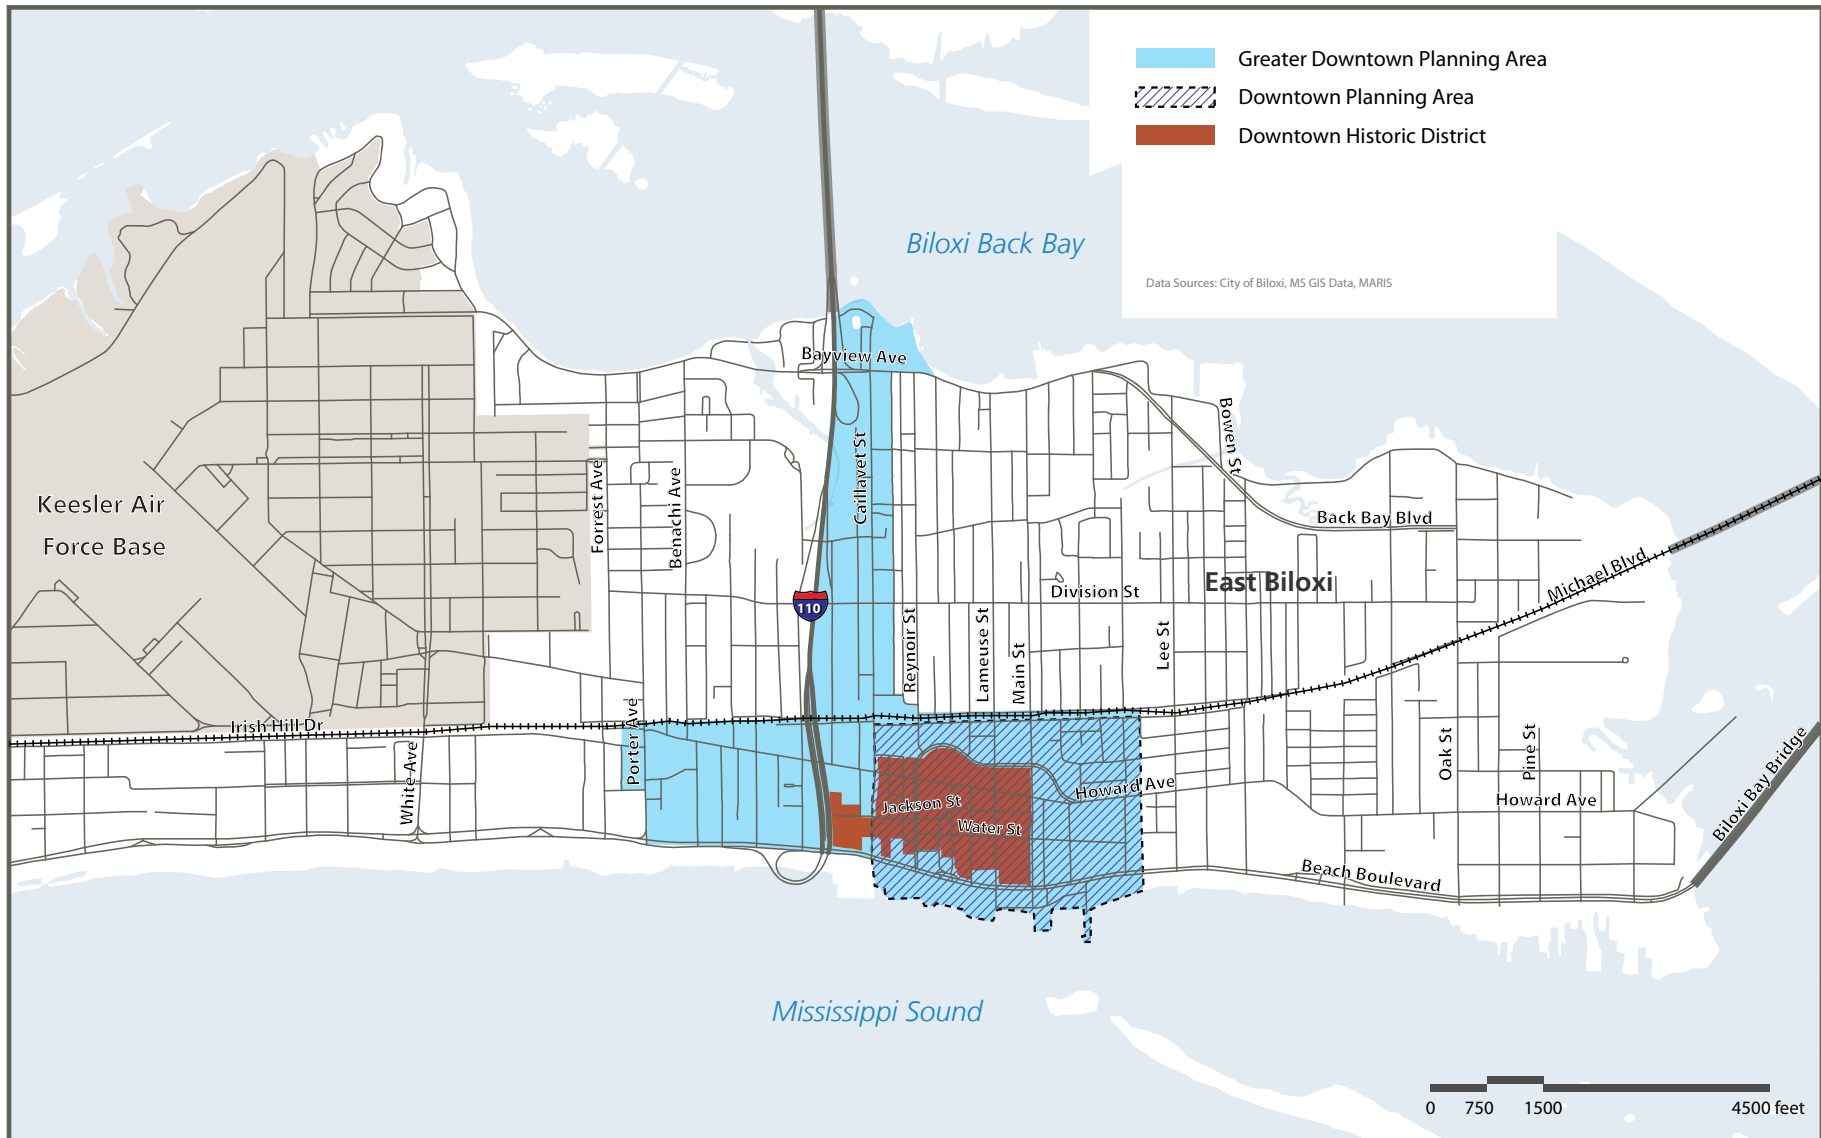 Greater Downtown Planning Area
Downtown Planning Area
Downtown Historic District
Biloxi Back Bay
Data Sources: City of Biloxi, MS GIS Data, MARIS
Bayview Ave
Bowen St
Caillavet St
Forrest Ave
Benachi Ave
Keesler Air
Force Base
Back Bay Blvd
Michael Blvd
East Biloxi
Division St
110
Reynoir St
Lameuse St
Main St
Lee St
Irish Hill Dr
Porter Ave
White Ave
Oak St
Pine St
Biloxi Bay Bridge
Howard Ave
Jackson St
Howard Ave
Water St
Beach Boulevard
Mississippi Sound
0 750 1500 4500 feet